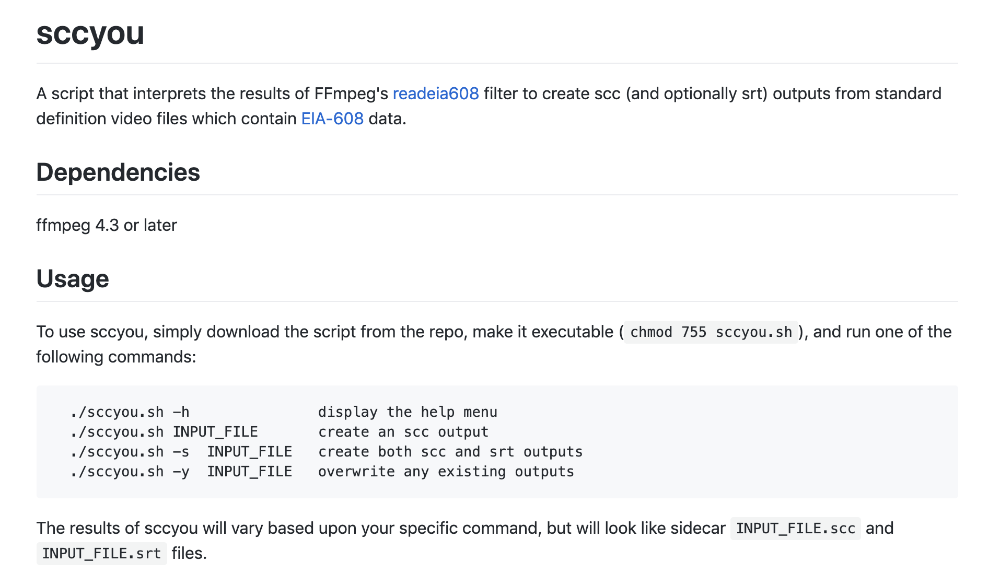 sccyou
A script that interprets the results of FFmpeg's readeia608 filter to create scc (and optionally srt) outputs from standard
definition video files which contain EIA-608 data.
Dependencies
ffmpeg 4.3 or later
Usage
To use sccyou, simply download the script from the repo, make it executable ( chmod 755 sccyou.sh ), and run one of the
following commands:
./sccyou.sh -h               display the help menu
./sccyou.sh INPUT_FILE       create an scc output
./sccyou.sh -s  INPUT_FILE   create both scc and srt outputs
./sccyou.sh -y  INPUT_FILE   overwrite any existing outputs
The results of sccyou will vary based upon your specific command, but will look like sidecar INPUT_FILE.scc and
INPUT_FILE.srt files.